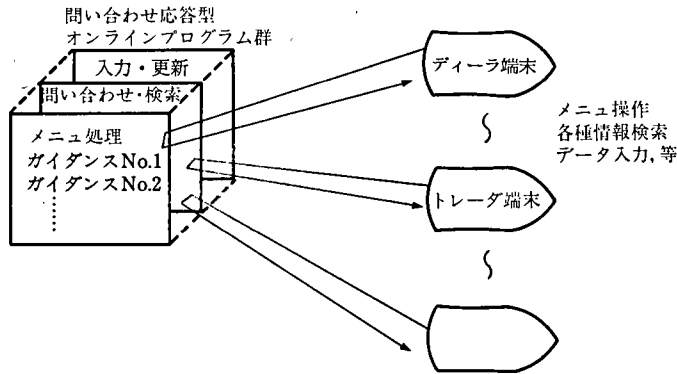 問い合わせ応答型
オンラインプログラム群
入力・更新
問い合わせ・検索
メニュー処理
ガイダンスNo.1
ガイダンスNo.2
……
ディーラ端末
メニュー操作
各種情報検索
データ入力,等
トレーダ端末